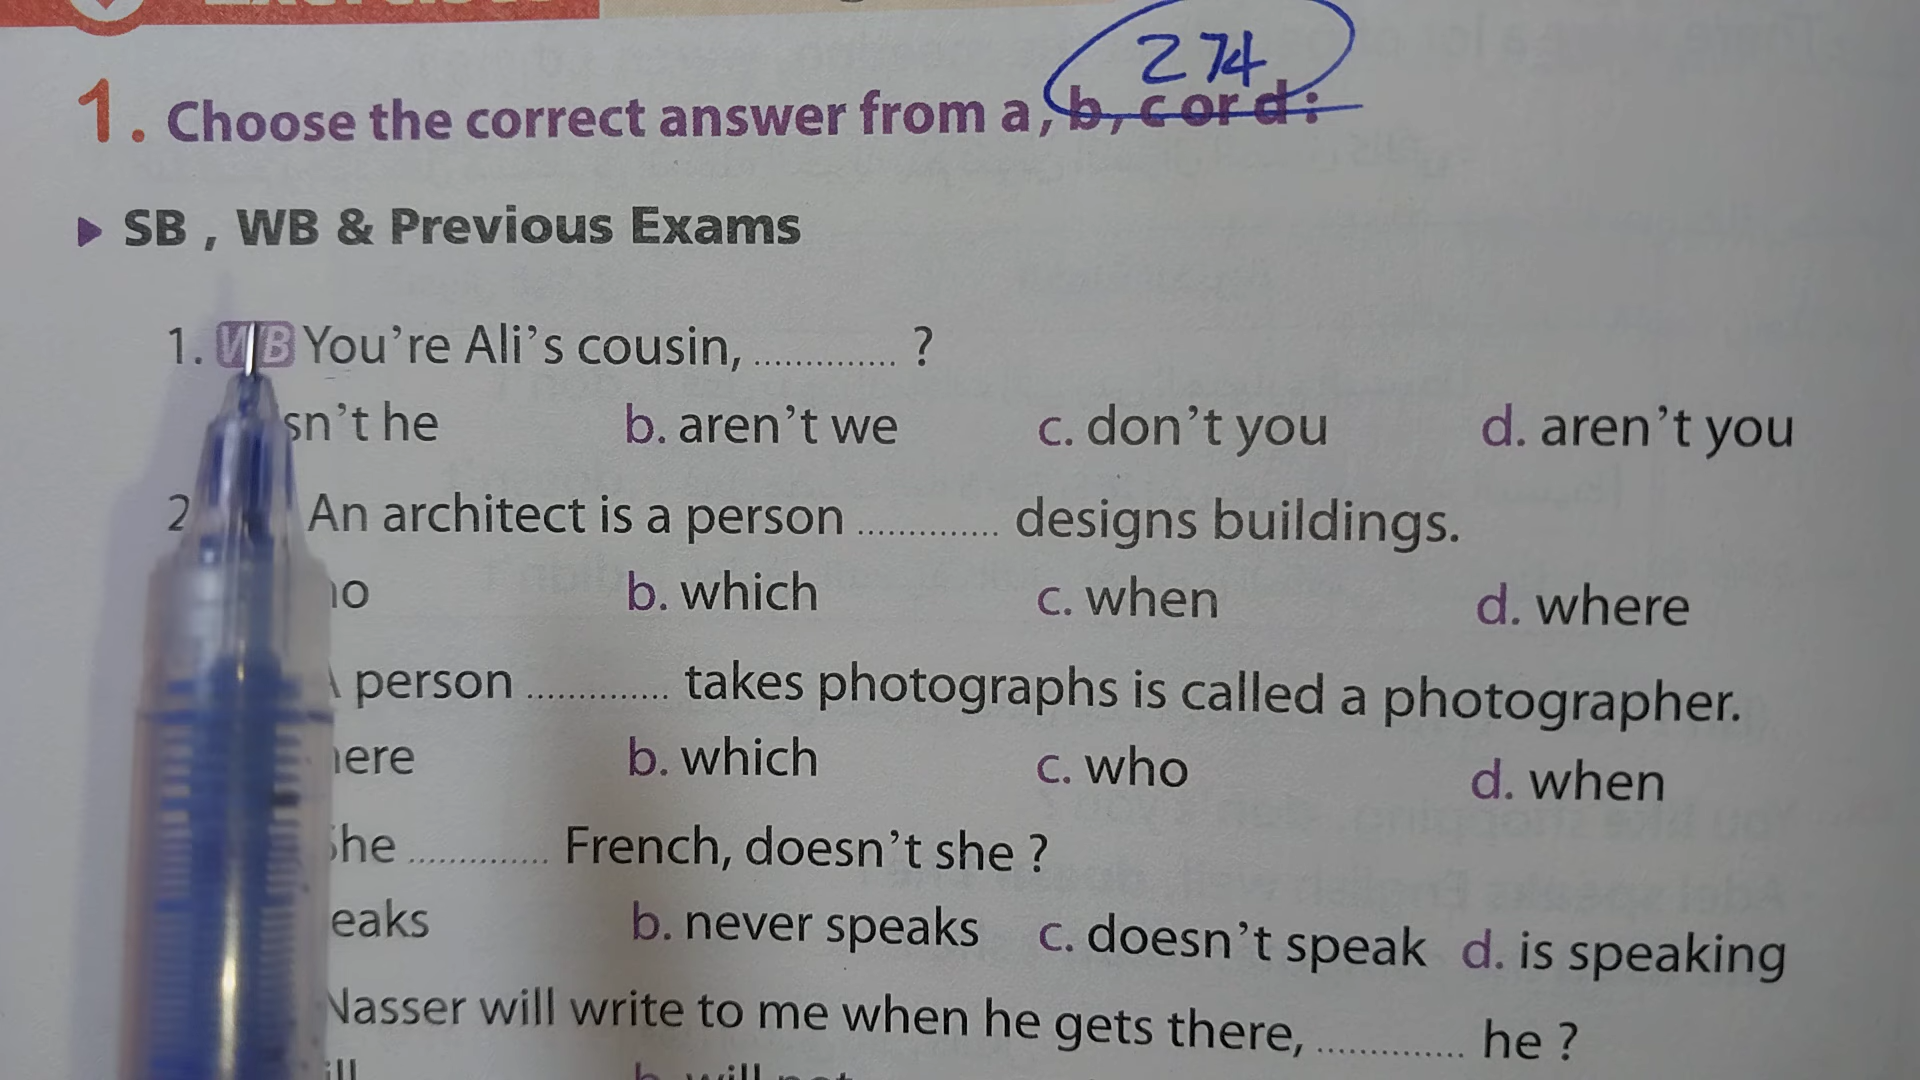 274
1. Choose the correct answer from a, b, c or d:
SB , WB & Previous Exams
1. WB You're Ali's cousin, .............. ?
sn't he b. aren't we c. don't you d. aren't you
2 An architect is a person .............. designs buildings.
b. which c. when d. where
person .............. takes photographs is called a photographer.
b. which c. who d. when
She .............. French, doesn't she ?
eaks b. never speaks c. doesn't speak d. is speaking
Nasser will write to me when he gets there, .............. he ?